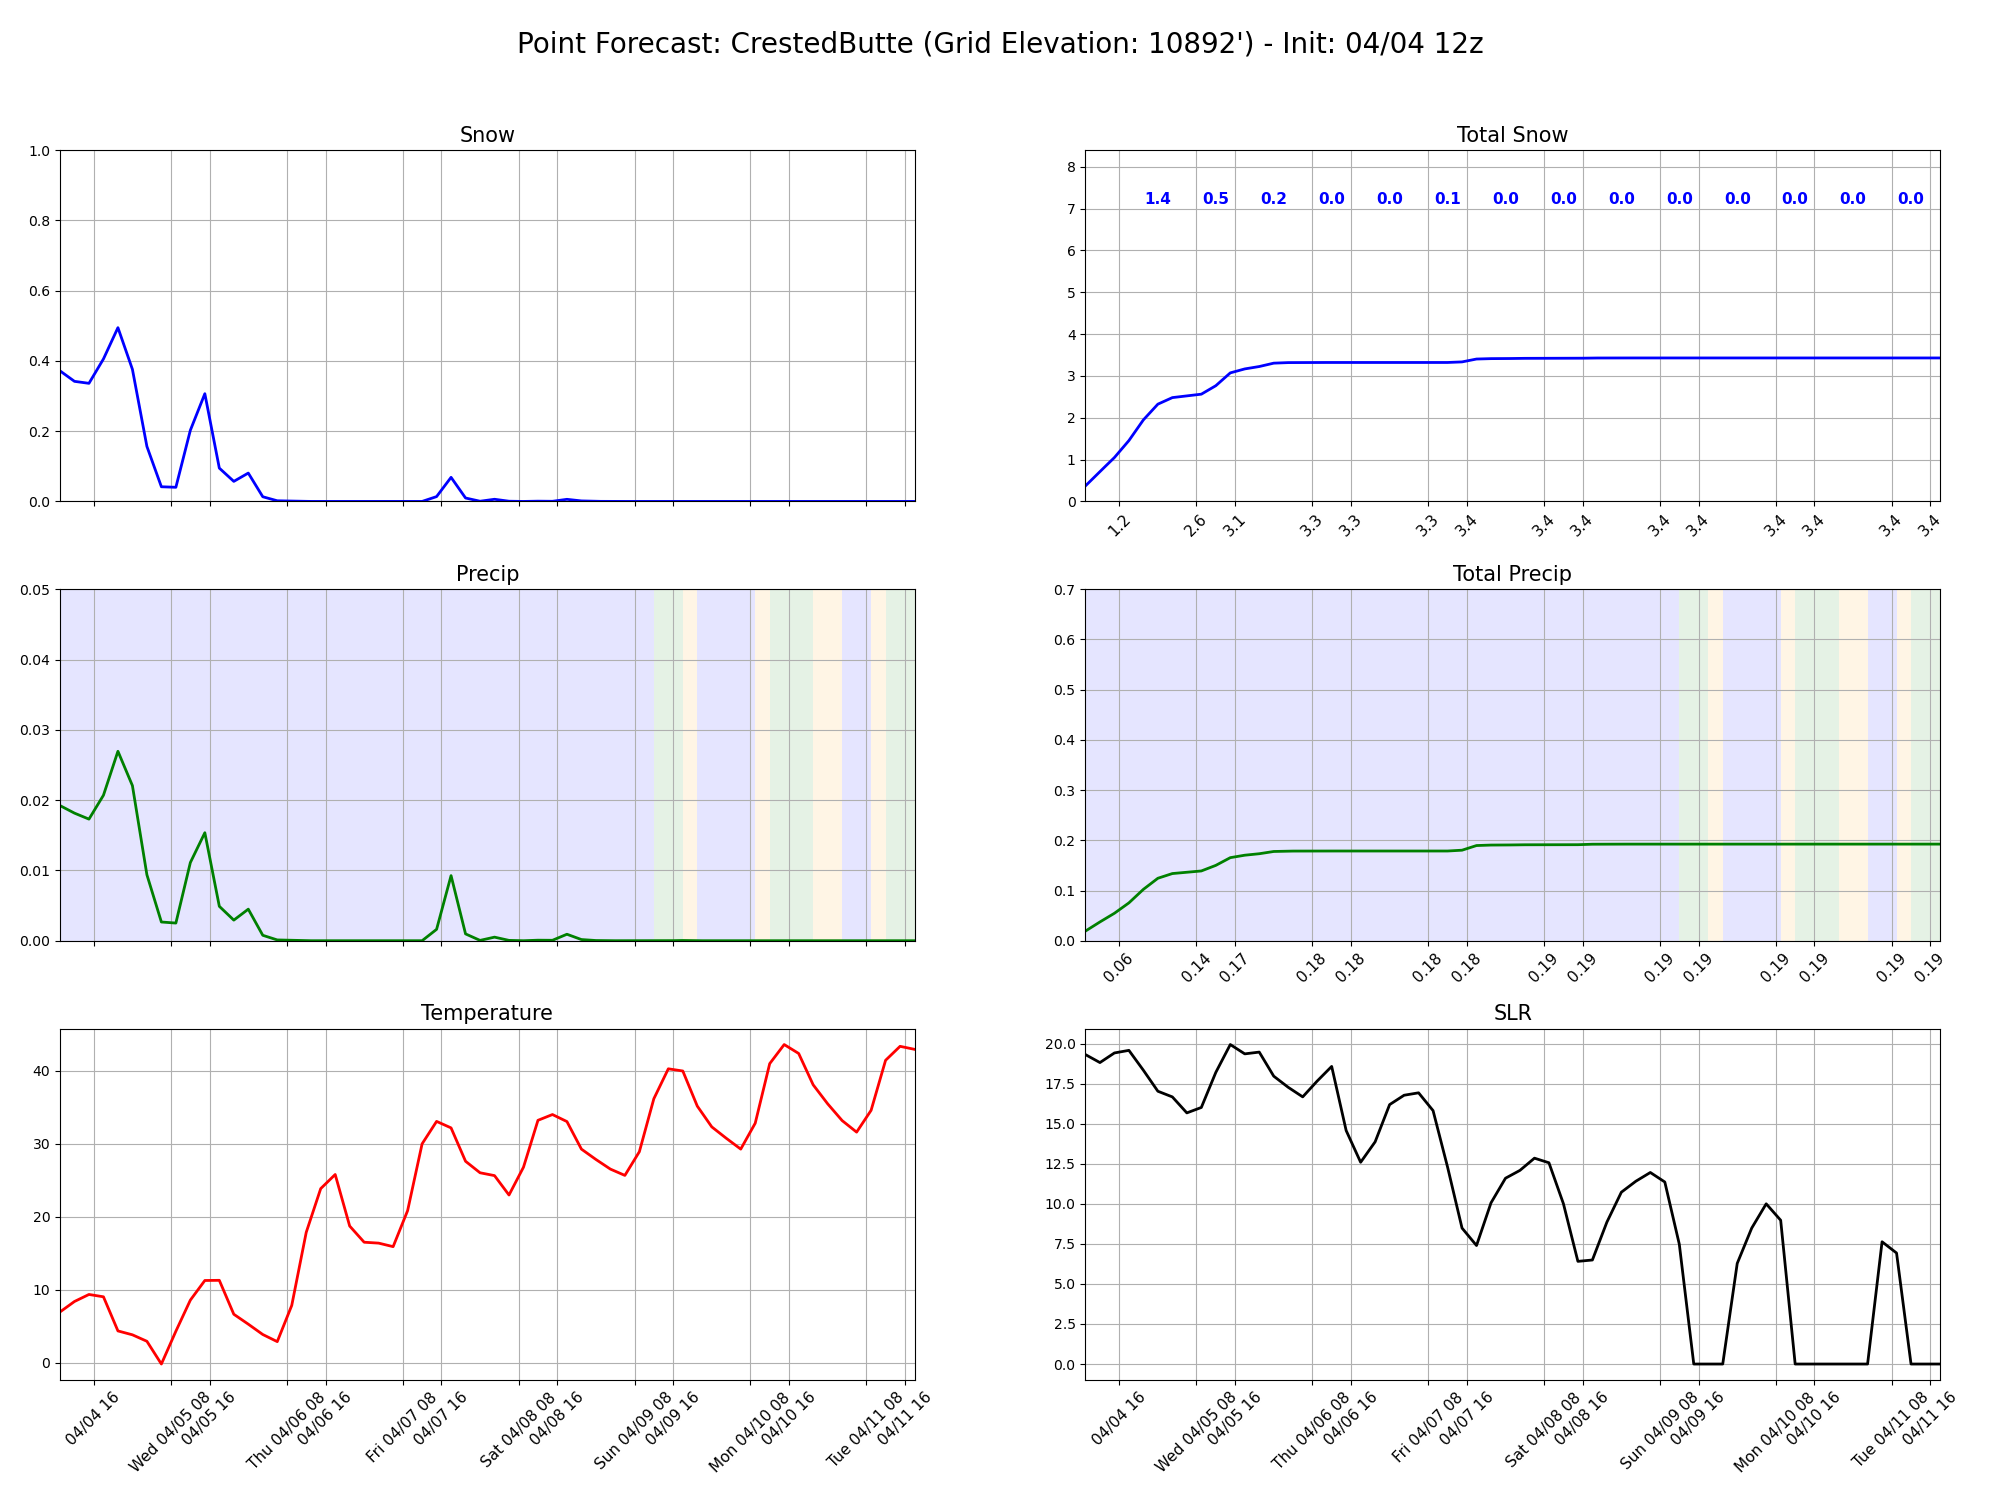 Point Forecast: CrestedButte (Grid Elevation: 10892') - Init: 04/04 12z
Snow
1.0
0.8
0.6
0.4
0.2
0.0
Total Snow
8
7
6
5
4
3
2
1
0
1.4 0.5 0.2 0.0 0.0 0.1 0.0 0.0 0.0 0.0 0.0 0.0 0.0 0.0
1.2 2.6 3.1 3.3 3.3 3.3 3.4 3.4 3.4 3.4 3.4 3.4 3.4 3.4 3.4
Precip
0.05
0.04
0.03
0.02
0.01
0.00
Total Precip
0.7
0.6
0.5
0.4
0.3
0.2
0.1
0.0
0.06 0.14 0.17 0.18 0.18 0.18 0.18 0.19 0.19 0.19 0.19 0.19 0.19 0.19 0.19
Temperature
40
30
20
10
0
04/04 16
Wed 04/05 08
04/05 16
Thu 04/06 08
04/06 16
Fri 04/07 08
04/07 16
Sat 04/08 08
04/08 16
Sun 04/09 08
04/09 16
Mon 04/10 08
04/10 16
Tue 04/11 08
04/11 16
SLR
20.0
17.5
15.0
12.5
10.0
7.5
5.0
2.5
0.0
04/04 16
Wed 04/05 08
04/05 16
Thu 04/06 08
04/06 16
Fri 04/07 08
04/07 16
Sat 04/08 08
04/08 16
Sun 04/09 08
04/09 16
Mon 04/10 08
04/10 16
Tue 04/11 08
04/11 16